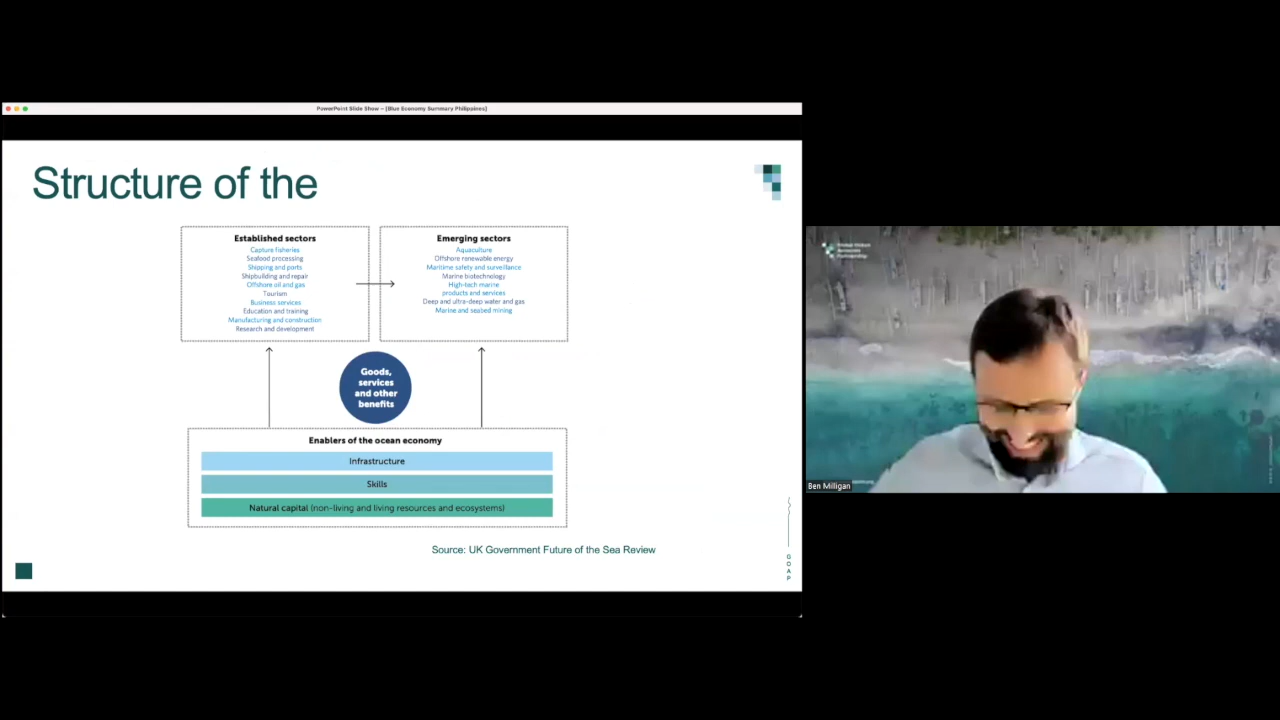 PowerPoint Slide Show – [Blue Economy Summary Philippines]
Structure of the
Established sectors
Capture fisheries
Seafood processing
Shipping and ports
Shipbuilding and repair
Offshore oil and gas
Tourism
Business services
Education and training
Manufacturing and construction
Research and development
Emerging sectors
Aquaculture
Offshore renewable energy
Maritime safety and surveillance
Marine biotechnology
High-tech marine
products and services
Deep and ultra-deep water and gas
Marine and seabed mining
Goods,
services
and other
benefits
Enablers of the ocean economy
Infrastructure
Skills
Natural capital (non-living and living resources and ecosystems)
Source: UK Government Future of the Sea Review
G
O
A
P
Global Ocean
Accounts
Partnership
Ben Milligan